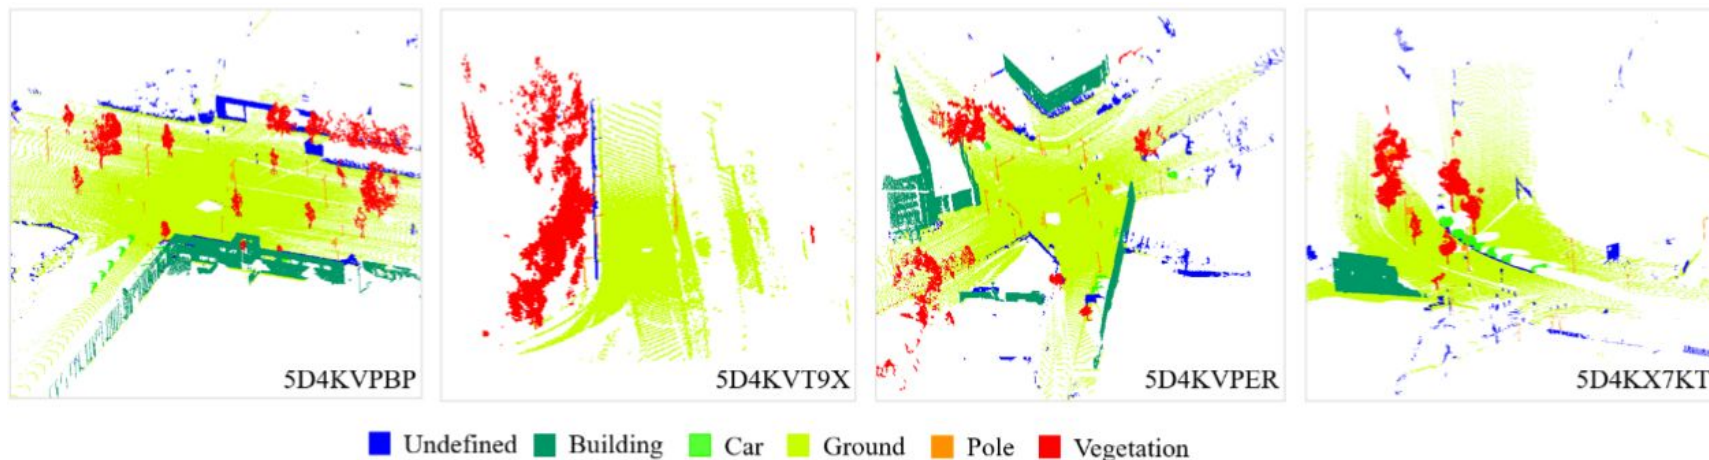 5D4KVPBP
5D4KVT9X
5D4KVPER
5D4KX7KT
Undefined Building Car Ground Pole Vegetation